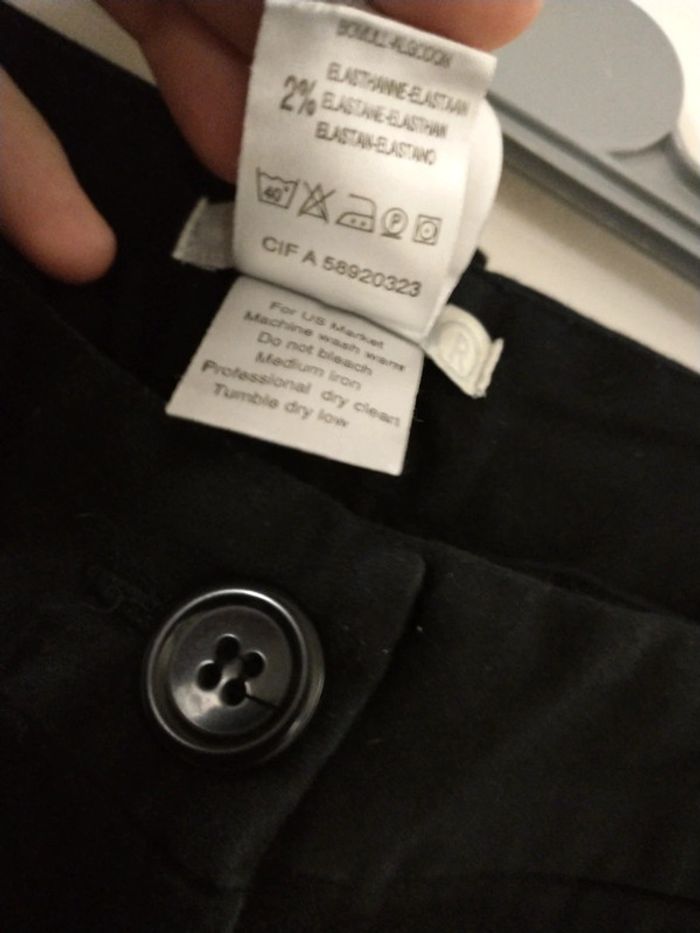 BOMULL-ALGODON
2% ELASTHANNE-ELASTAAN
ELASTANE-ELASTHAN
ELASTAN-ELASTANO
40°
P
CIF A 58920323
R
For US Market
Machine wash warm
Do not bleach
Medium iron
Professional dry clean
Tumble dry low